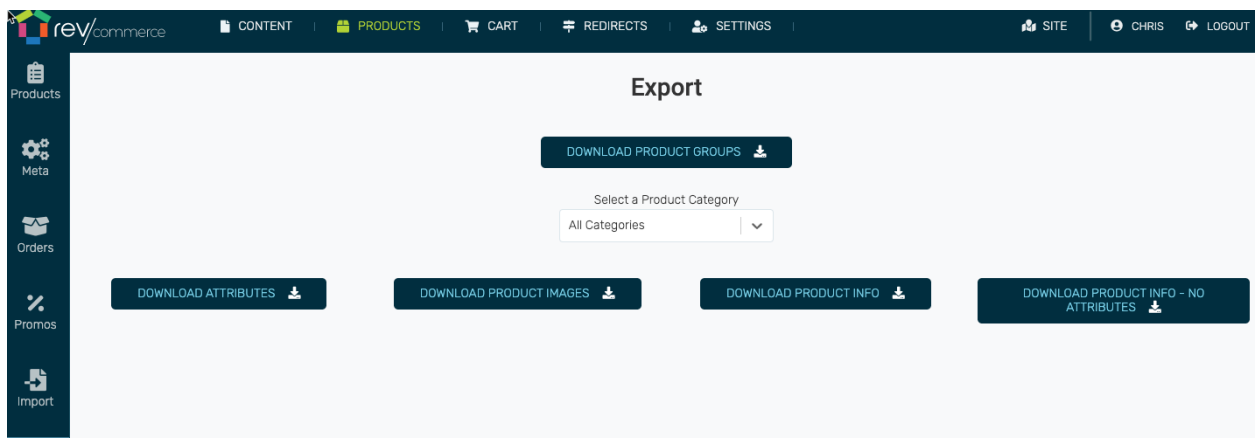 rev/commerce
CONTENT
PRODUCTS
CART
REDIRECTS
SETTINGS
SITE
CHRIS
LOGOUT
Products
Meta
Orders
Promos
Import
Export
DOWNLOAD PRODUCT GROUPS
Select a Product Category
All Categories
DOWNLOAD ATTRIBUTES
DOWNLOAD PRODUCT IMAGES
DOWNLOAD PRODUCT INFO
DOWNLOAD PRODUCT INFO - NO
ATTRIBUTES